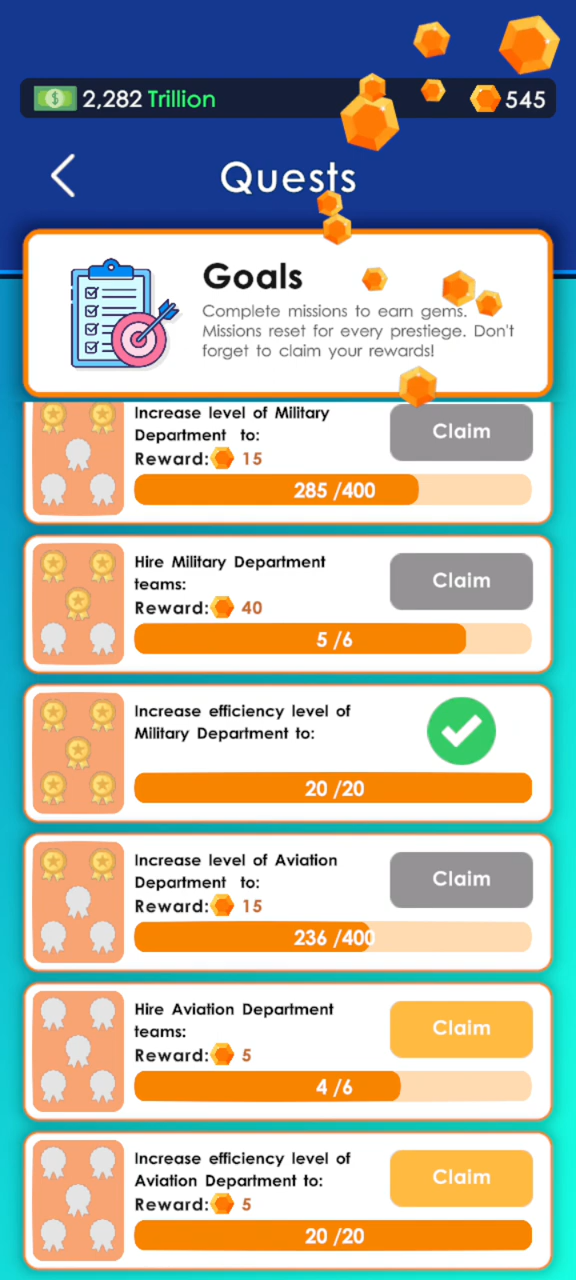 2,282 Trillion
545
Quests
Goals
Complete missions to earn gems.
Missions reset for every prestiege. Don't
forget to claim your rewards!
Increase level of Military
Department to:
Reward: 15
Claim
285 /400
Hire Military Department
teams:
Reward: 40
Claim
5 /6
Increase efficiency level of
Military Department to:
20 /20
Increase level of Aviation
Department to:
Reward: 15
Claim
236 /400
Hire Aviation Department
teams:
Reward: 5
Claim
4 /6
Increase efficiency level of
Aviation Department to:
Reward: 5
Claim
20 /20